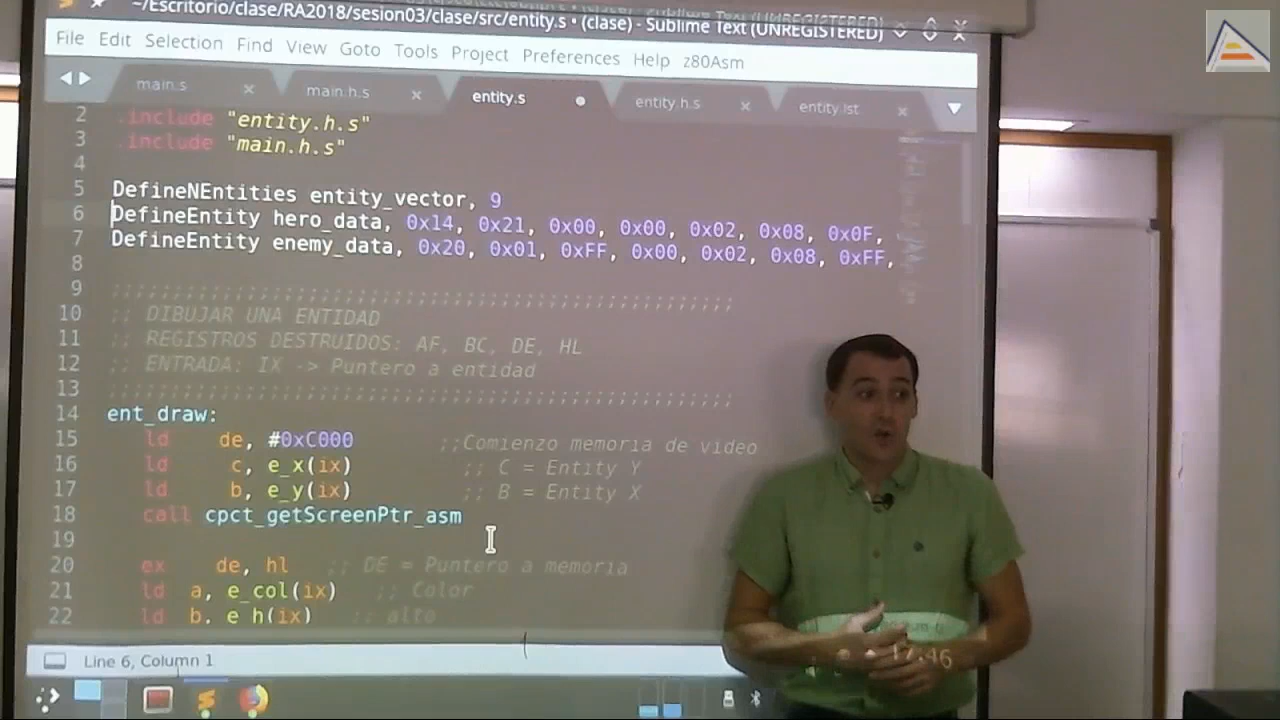 ~/Escritorio/clase/RA2018/sesion03/clase/src/entity.s • (clase) - Sublime Text (UNREGISTERED)
File Edit Selection Find View Goto Tools Project Preferences Help z80Asm
main.s main.h.s entity.s entity.h.s entity.lst
2 .include "entity.h.s"
3 .include "main.h.s"
4
5 DefineNEntities entity_vector, 9
6 DefineEntity hero_data, 0x14, 0x21, 0x00, 0x00, 0x02, 0x08, 0x0F,
7 DefineEntity enemy_data, 0x20, 0x01, 0xFF, 0x00, 0x02, 0x08, 0xFF,
8
9 ;;;;;;;;;;;;;;;;;;;;;;;;;;;;;;;;;;;;;;;;;;;;;;;;;;;;
10 ;; DIBUJAR UNA ENTIDAD
11 ;; REGISTROS DESTRUIDOS: AF, BC, DE, HL
12 ;; ENTRADA: IX -> Puntero a entidad
13 ;;;;;;;;;;;;;;;;;;;;;;;;;;;;;;;;;;;;;;;;;;;;;;;;;;;;
14 ent_draw:
15 ld de, #0xC000 ;;Comienzo memoria de video
16 ld c, e_x(ix) ;; C = Entity Y
17 ld b, e_y(ix) ;; B = Entity X
18 call cpct_getScreenPtr_asm
19
20 ex de, hl ;; DE = Puntero a memoria
21 ld a, e_col(ix) ;; Color
22 ld b, e_h(ix) ;; alto
Line 6, Column 1
17:46